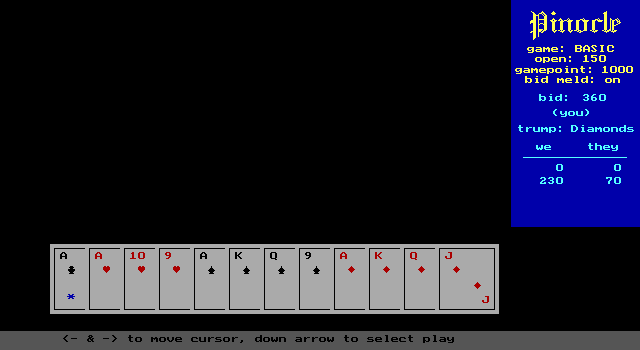 Pinocle
game: BASIC
open: 150
gamepoint: 1000
bid meld: on
bid: 360
(you)
trump: Diamonds
we they
0 0
230 70
A A 10 9 A K Q 9 A K Q J
*
J
<- & -> to move cursor, down arrow to select play